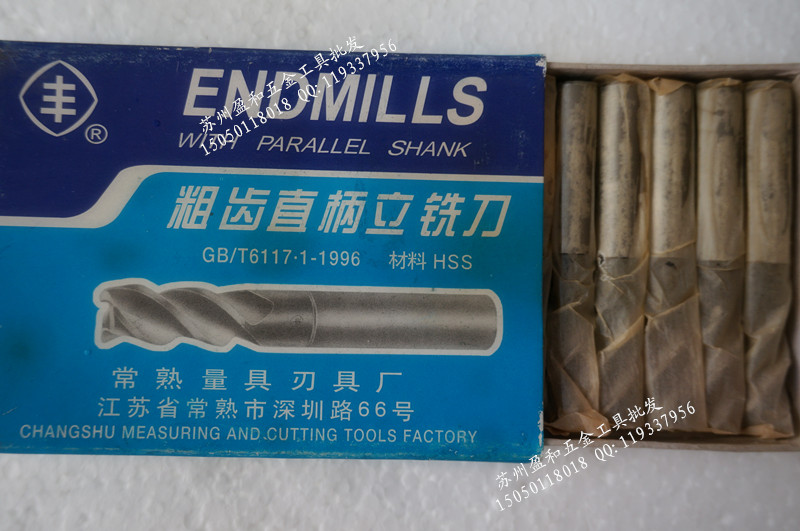 丰
®
ENDMILLS
WITH PARALLEL SHANK
粗齿直柄立铣刀
GB/T6117·1-1996 材料 HSS
常熟量具刃具厂
江苏省常熟市深圳路66号
CHANGSHU MEASURING AND CUTTING TOOLS FACTORY
苏州盈和五金工具批发
15050118018 QQ:119337956
苏州盈和五金工具批发
15050118018 QQ:119337956